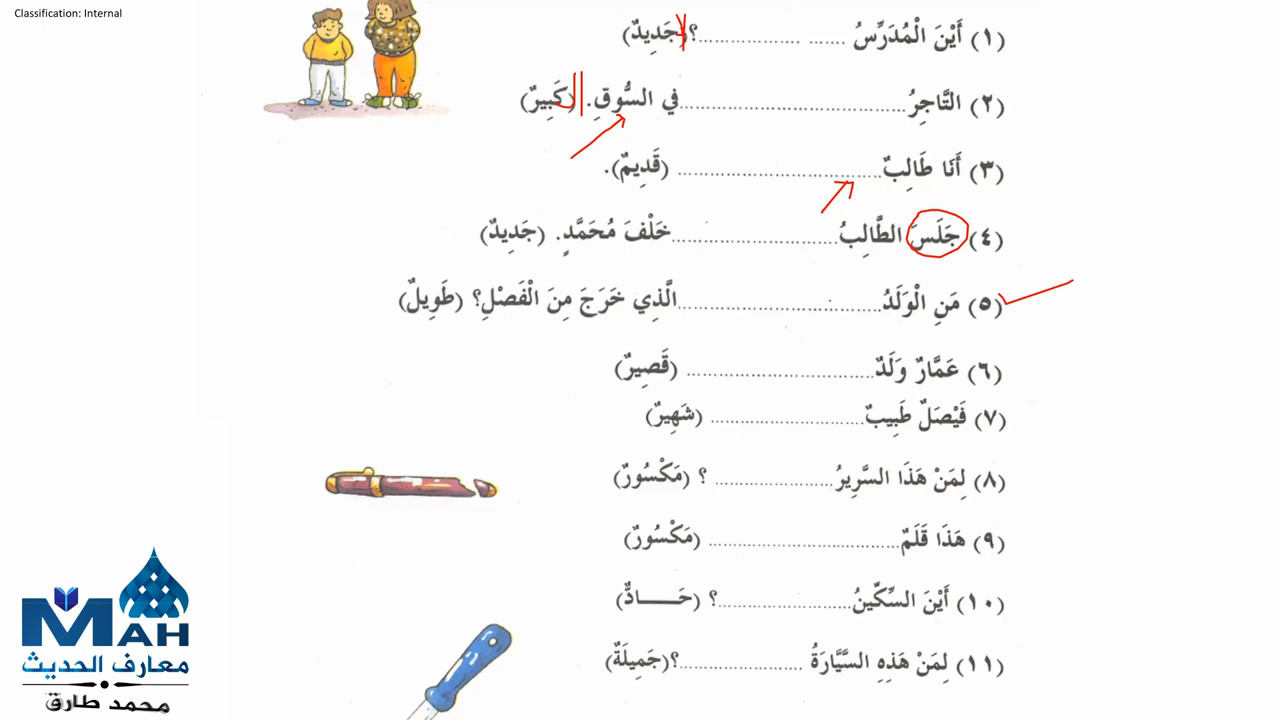 Classification: Internal
(١) أَيْنَ الْمُدَرِّسُ ...... ....................؟ (جَدِيدٌ)
(٢) التَّاجِرُ ........................................ في السُّوقِ. (كَبِيرٌ)
(٣) أَنَا طَالِبٌ .................................... (قَدِيمٌ).
(٤) جَلَسَ الطَّالِبُ ............................. خَلْفَ مُحَمَّدٍ. (جَدِيدٌ)
(٥) مَنِ الْوَلَدُ .................................... الَّذِي خَرَجَ مِنَ الْفَصْلِ؟ (طَوِيلٌ)
(٦) عَمَّارٌ وَلَدٌ ................................. (قَصِيرٌ)
(٧) فَيْصَلٌ طَبِيبٌ ........................... (شَهِيرٌ)
(٨) لِمَنْ هَذَا السَّرِيرُ ..................... ؟ (مَكْسُورٌ)
(٩) هَذَا قَلَمٌ .................................. (مَكْسُورٌ)
(١٠) أَيْنَ السِّكِّينُ ........................؟ (حَـــــادٌّ)
(١١) لِمَنْ هَذِهِ السَّيَّارَةُ ....................؟ (جَمِيلَةٌ)
MAH
معارف الحديث
محمد طارق